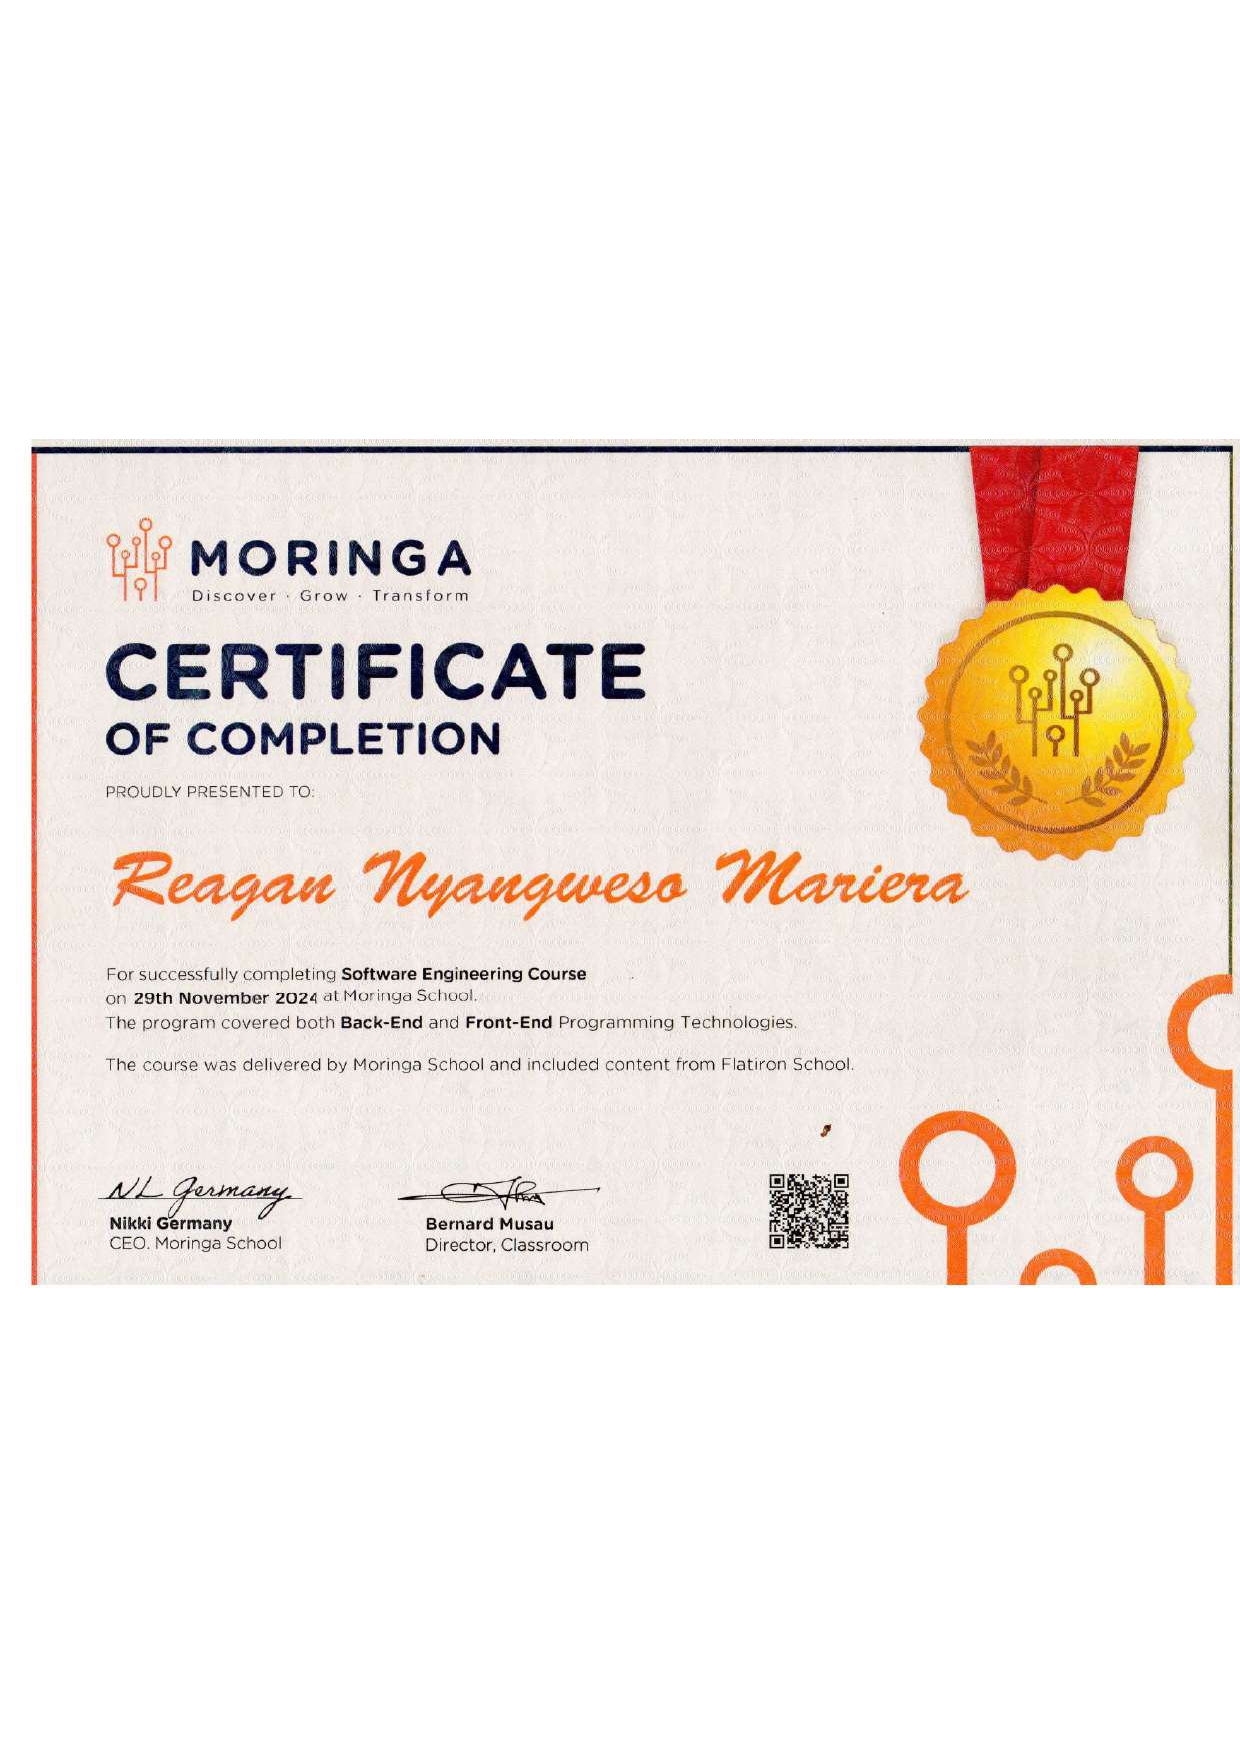 MORINGA
Discover · Grow · Transform
CERTIFICATE
OF COMPLETION
PROUDLY PRESENTED TO:
Reagan Nyangweso Mariera
For successfully completing Software Engineering Course
on 29th November 2024 at Moringa School.
The program covered both Back-End and Front-End Programming Technologies.
The course was delivered by Moringa School and included content from Flatiron School.
NL Germany
Nikki Germany
CEO. Moringa School
Bernard Musau
Director, Classroom